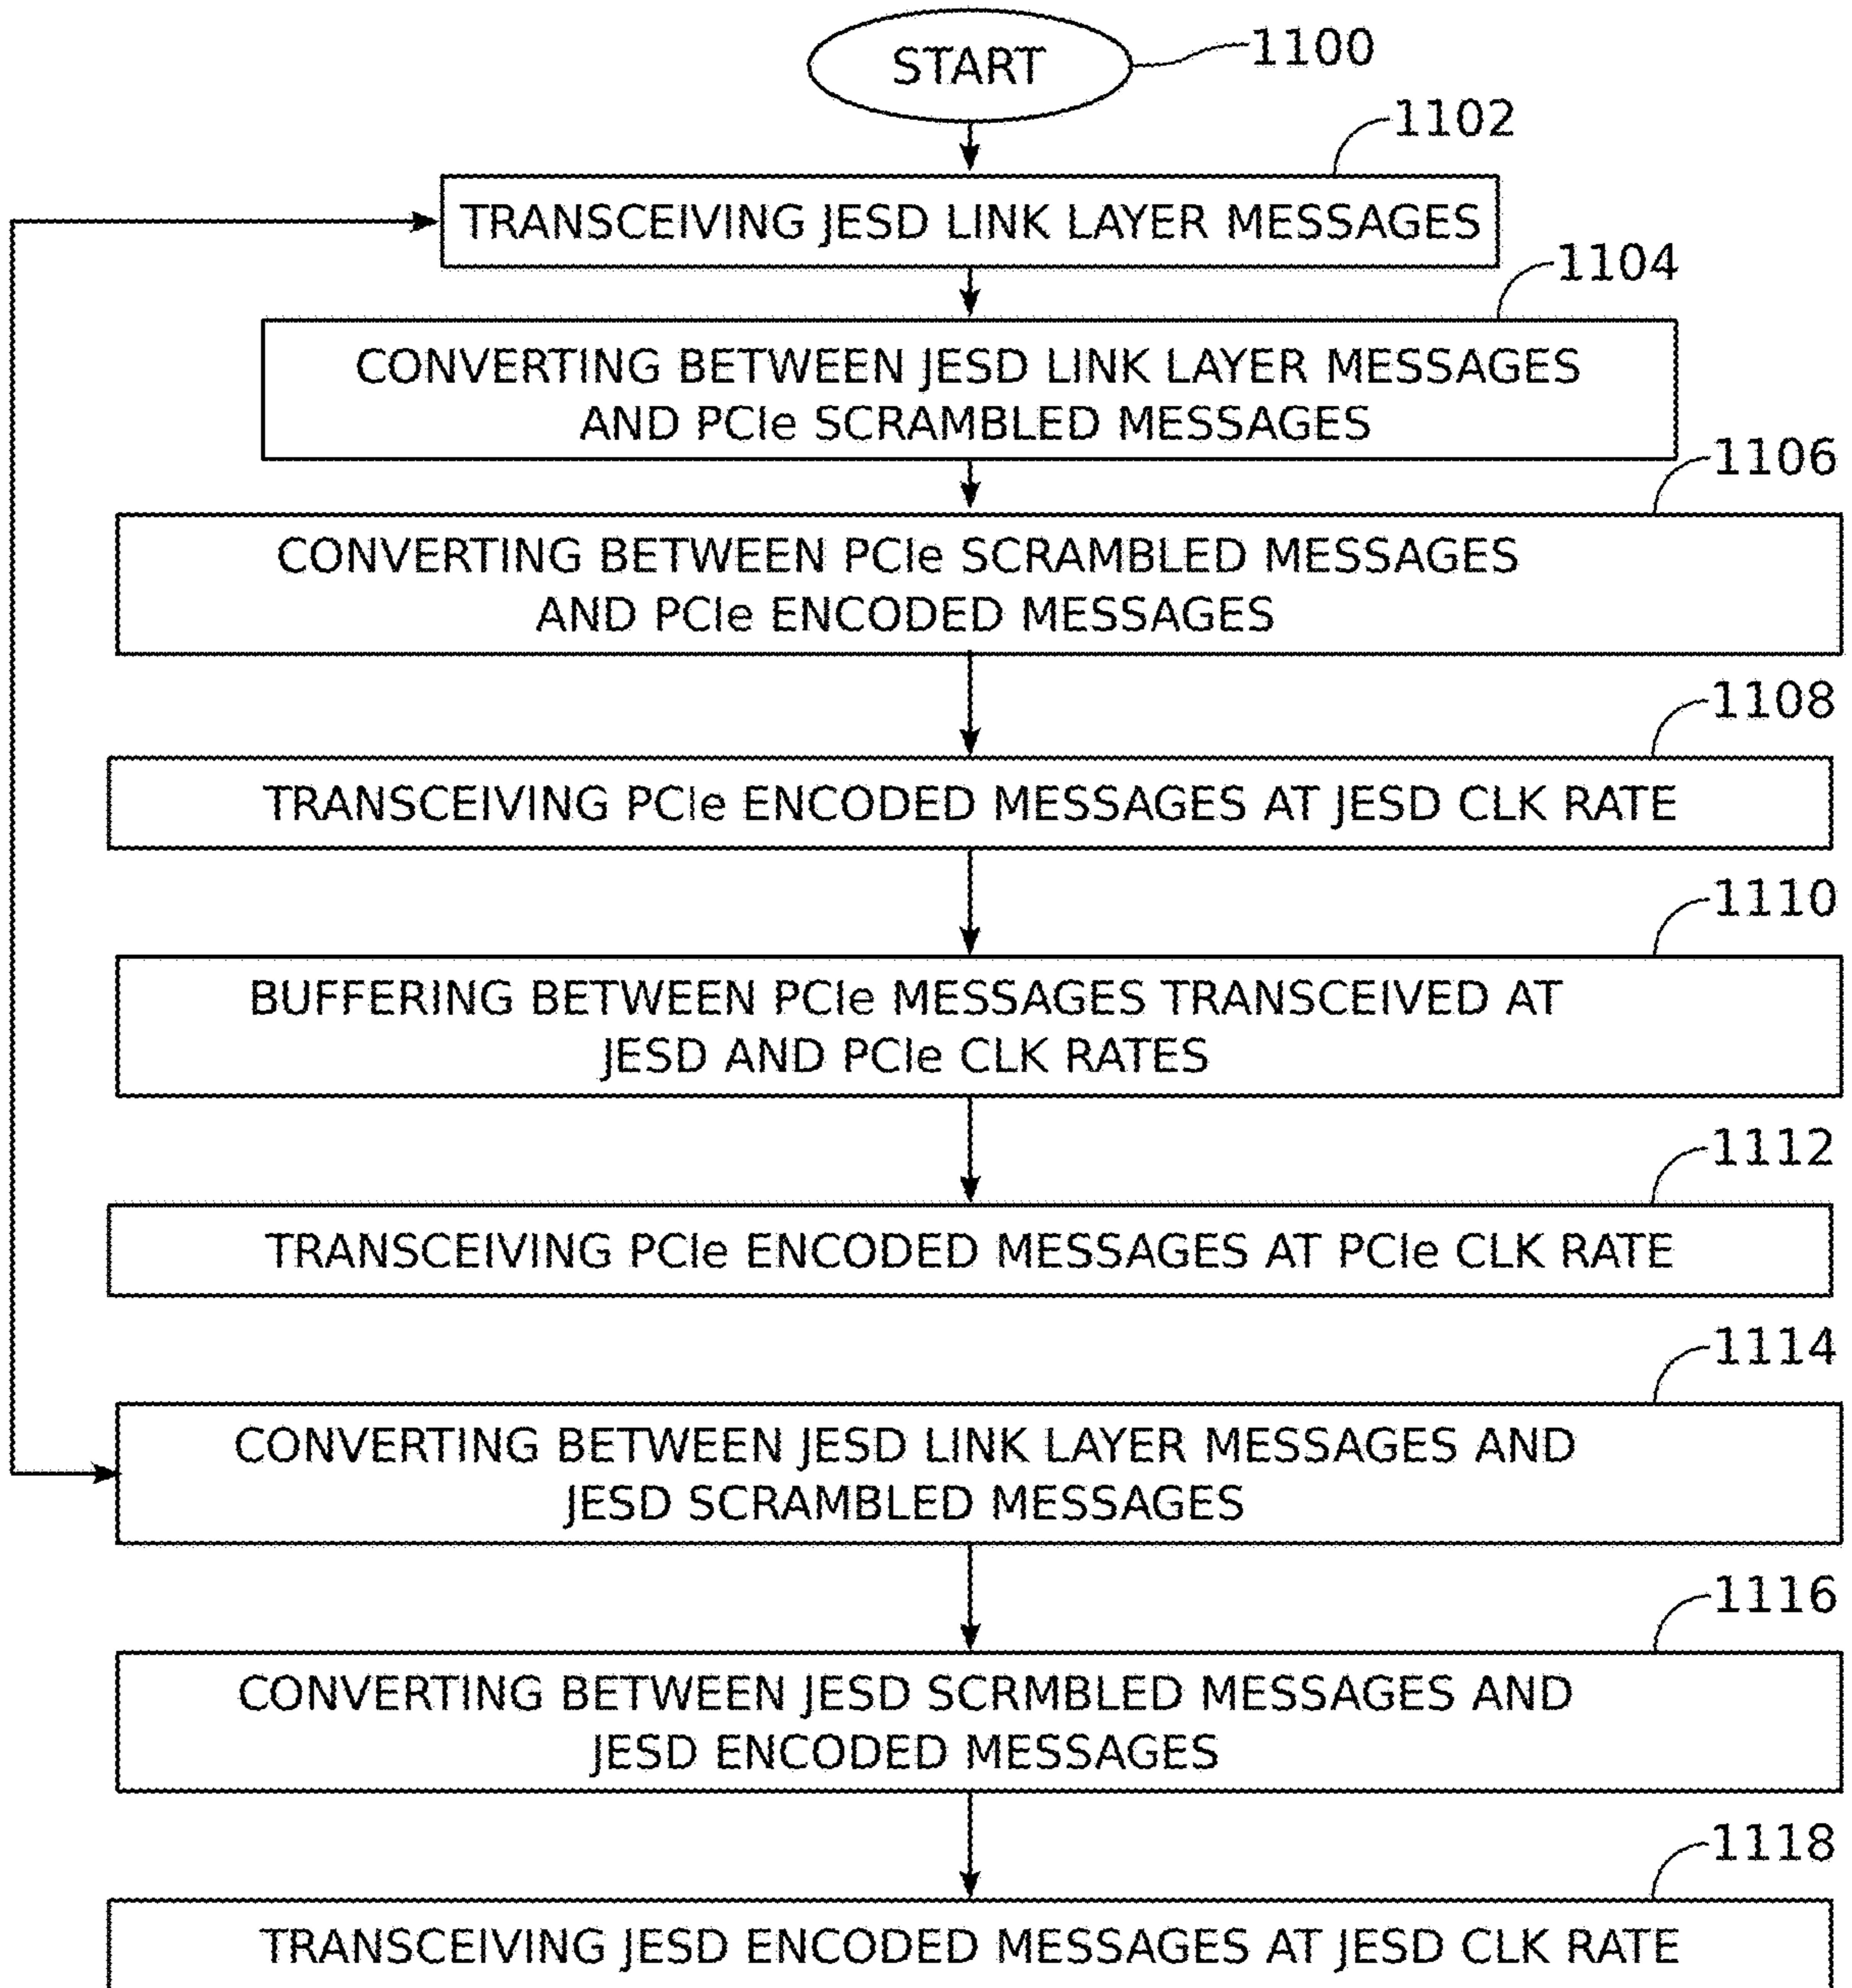 START
1100
1102
TRANSCEIVING JESD LINK LAYER MESSAGES
1104
CONVERTING BETWEEN JESD LINK LAYER MESSAGES
AND PCIe SCRAMBLED MESSAGES
1106
CONVERTING BETWEEN PCIe SCRAMBLED MESSAGES
AND PCIe ENCODED MESSAGES
1108
TRANSCEIVING PCIe ENCODED MESSAGES AT JESD CLK RATE
1110
BUFFERING BETWEEN PCIe MESSAGES TRANSCEIVED AT
JESD AND PCIe CLK RATES
1112
TRANSCEIVING PCIe ENCODED MESSAGES AT PCIe CLK RATE
1114
CONVERTING BETWEEN JESD LINK LAYER MESSAGES AND
JESD SCRAMBLED MESSAGES
1116
CONVERTING BETWEEN JESD SCRMBLED MESSAGES AND
JESD ENCODED MESSAGES
1118
TRANSCEIVING JESD ENCODED MESSAGES AT JESD CLK RATE